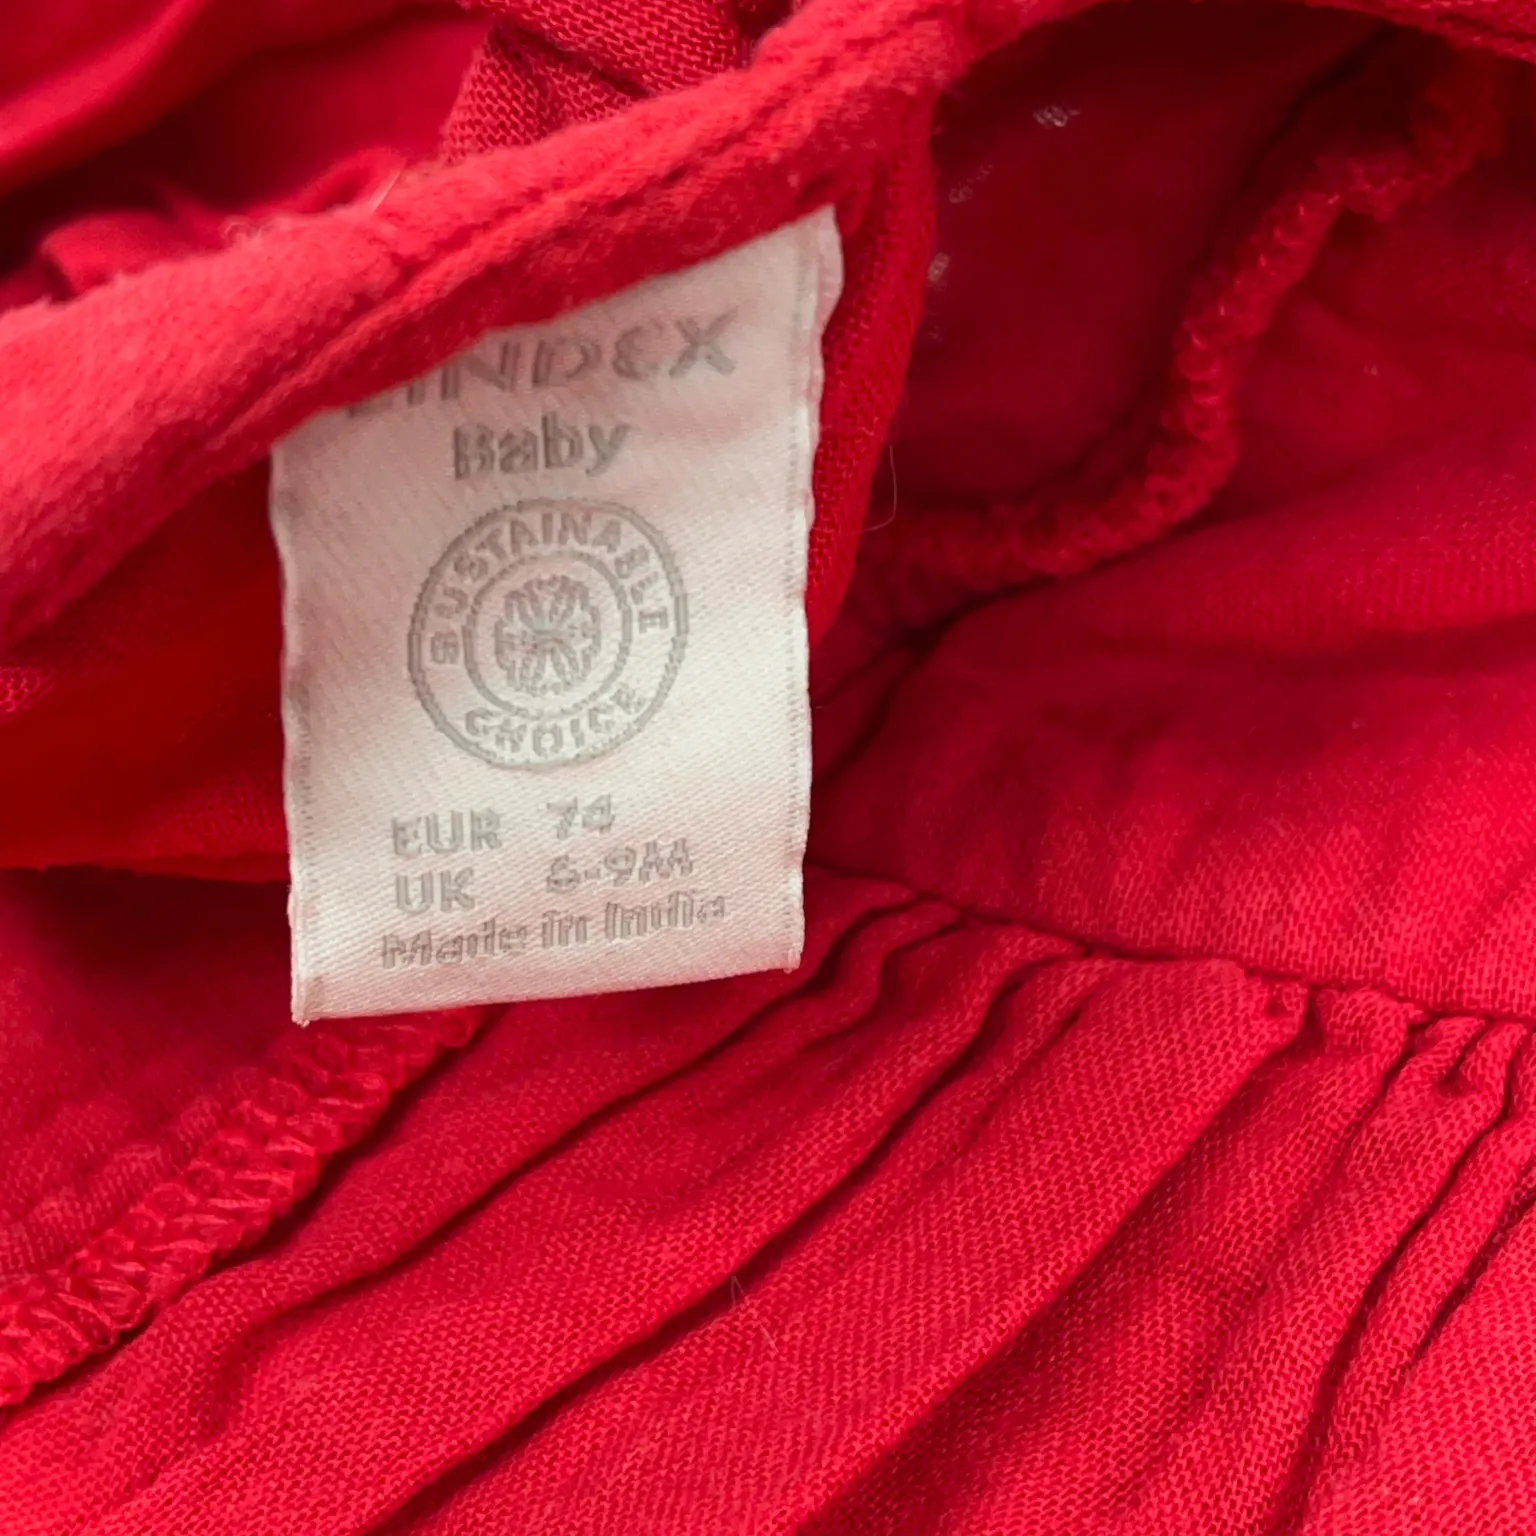 LINDEX
Baby
SUSTAINABLE
CHOICE
EUR 74
UK 6-9M
Made in India